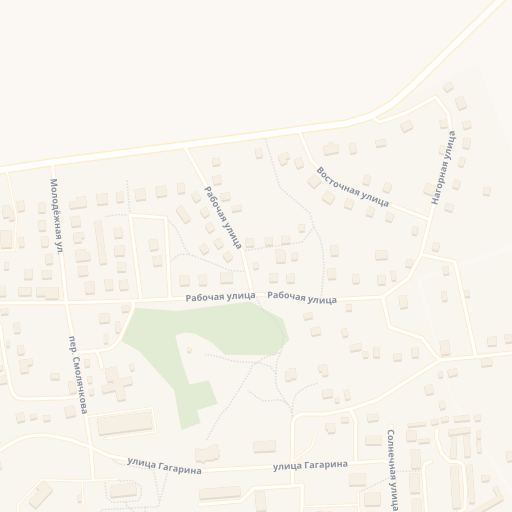 Нагорная улица
Восточная улица
Молодёжная ул.
Рабочая улица
Рабочая улица
Рабочая улица
пер. Смолячкова
улица Гагарина
улица Гагарина
Солнечная улица